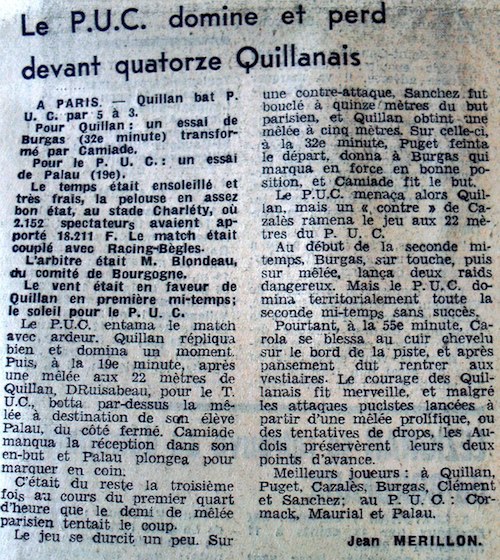 Le P.U.C. domine et perd
devant quatorze Quillanais
A PARIS. — Quillan bat P.
U. C. par 5 à 3.
Pour Quillan : un essai de
Burgas (32e minute) transfor-
mé par Camiade.
Pour le P. U. C. : un essai
de Palau (19e).
Le temps était ensoleillé et
très frais, la pelouse en assez
bon état, au stade Charléty, où
2.152 spectateurs avaient ap-
porté 18.211 F. Le match était
couplé avec Racing-Bègles.
L'arbitre était M. Blondeau,
du comité de Bourgogne.
Le vent était en faveur de
Quillan en première mi-temps;
le soleil pour le P. U. C.
Le P.U.C. entama le match
avec ardeur. Quillan répliqua
bien et domina un moment.
Puis, à la 19e minute, après
une mêlée aux 22 mètres de
Quillan, DRuisabeau, pour le T.
U.C., botta par-dessus la mê-
lée à destination de son élève
Palau, du côté fermé. Camiade
manqua la réception dans son
en-but et Palau plongea pour
marquer en coin.
C'était du reste la troisième
fois au cours du premier quart
d'heure que le demi de mêlée
parisien tentait le coup.
Le jeu se durcit un peu. Sur
une contre-attaque, Sanchez fut
bouclé à quinze mètres du but
parisien, et Quillan obtint une
mêlée à cinq mètres. Sur celle-ci,
à la 32e minute, Puget feinta
le départ, donna à Burgas qui
marqua en force en bonne po-
sition, et Camiade fit le but.
Le P.U.C. menaça alors Quil-
lan, mais un « contre » de Ca-
zalès ramena le jeu aux 22 mè-
tres du P. U. C.
Au début de la seconde mi-
temps, Burgas, sur touche, puis
sur mêlée, lança deux raids
dangereux. Mais le P.U.C. do-
mina territorialement toute la
seconde mi-temps sans succès.
Pourtant, à la 55e minute, Ca-
rola se blessa au cuir chevelu
sur le bord de la piste, et après
pansement dut rentrer aux
vestiaires. Le courage des Quil-
lanais fit merveille, et malgré
les attaques pucistes lancées à
partir d'une mêlée prolifique, ou
des tentatives de drops, les Au-
dois préservèrent leurs deux
points d'avance.
Meilleurs joueurs : à Quillan,
Puget, Cazalès, Burgas, Clément
et Sanchez; au P.U.C. : Cor-
mack, Maurial et Palau.
Jean MERILLON.